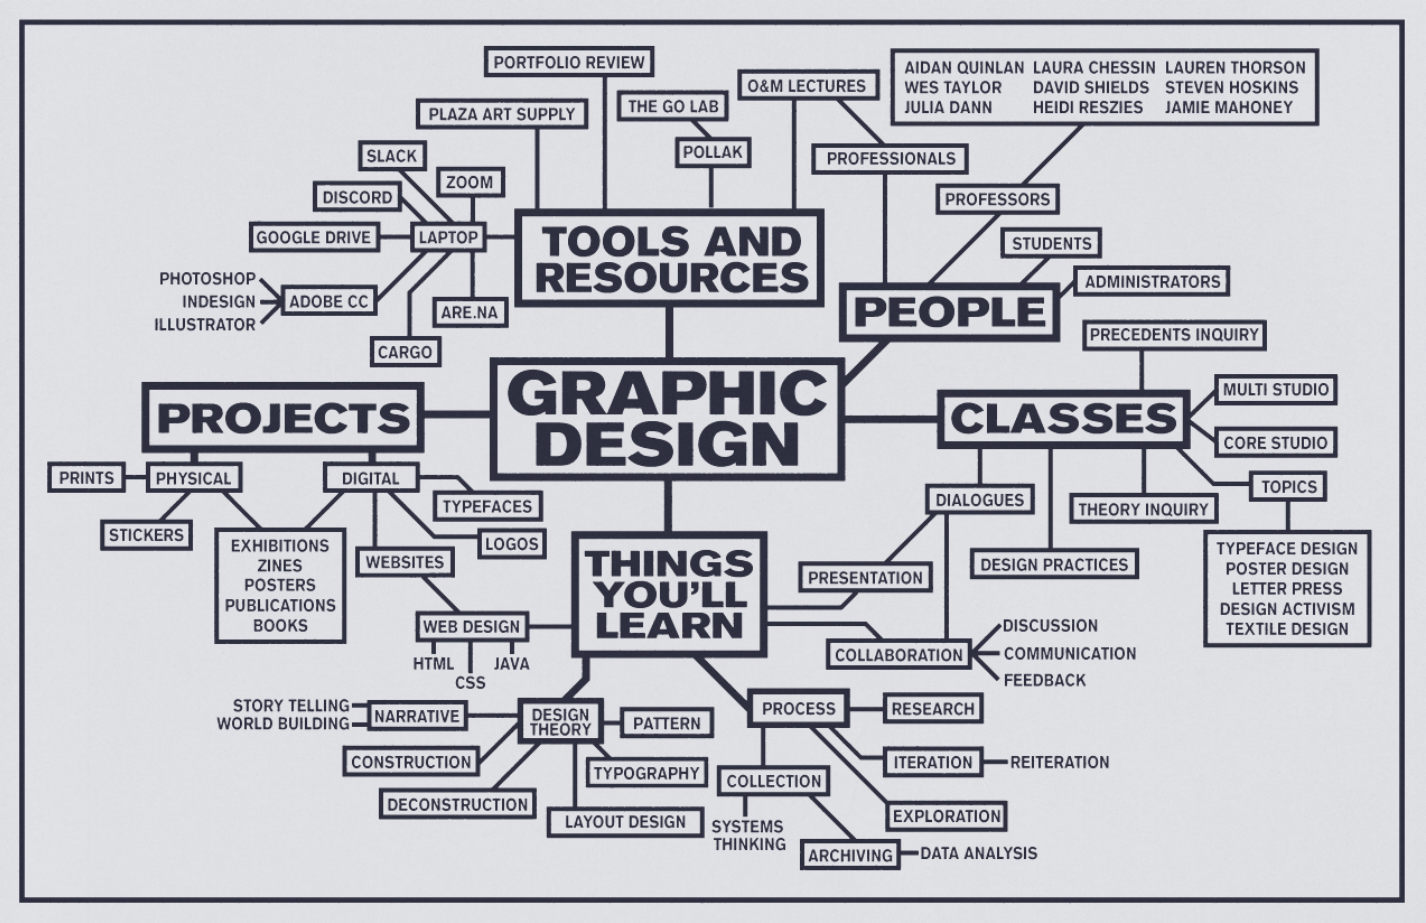 PORTFOLIO REVIEW
PLAZA ART SUPPLY
THE GO LAB
O&M LECTURES
AIDAN QUINLAN LAURA CHESSIN LAUREN THORSON
WES TAYLOR DAVID SHIELDS STEVEN HOSKINS
JULIA DANN HEIDI RESZIES JAMIE MAHONEY
SLACK
ZOOM
POLLAK
PROFESSIONALS
DISCORD
PROFESSORS
GOOGLE DRIVE
LAPTOP
STUDENTS
TOOLS AND
RESOURCES
ADMINISTRATORS
PHOTOSHOP
INDESIGN
ILLUSTRATOR
ADOBE CC
ARE.NA
PEOPLE
CARGO
PRECEDENTS INQUIRY
PROJECTS
GRAPHIC
DESIGN
CLASSES
MULTI STUDIO
CORE STUDIO
PRINTS
PHYSICAL
DIGITAL
TYPEFACES
DIALOGUES
TOPICS
THEORY INQUIRY
STICKERS
EXHIBITIONS
ZINES
POSTERS
PUBLICATIONS
BOOKS
WEBSITES
LOGOS
THINGS
YOU'LL
LEARN
PRESENTATION
DESIGN PRACTICES
TYPEFACE DESIGN
POSTER DESIGN
LETTER PRESS
DESIGN ACTIVISM
TEXTILE DESIGN
WEB DESIGN
HTML
CSS
JAVA
COLLABORATION
DISCUSSION
COMMUNICATION
FEEDBACK
STORY TELLING
WORLD BUILDING
NARRATIVE
DESIGN
THEORY
PATTERN
PROCESS
RESEARCH
CONSTRUCTION
TYPOGRAPHY
COLLECTION
ITERATION
REITERATION
DECONSTRUCTION
LAYOUT DESIGN
SYSTEMS
THINKING
EXPLORATION
ARCHIVING
DATA ANALYSIS